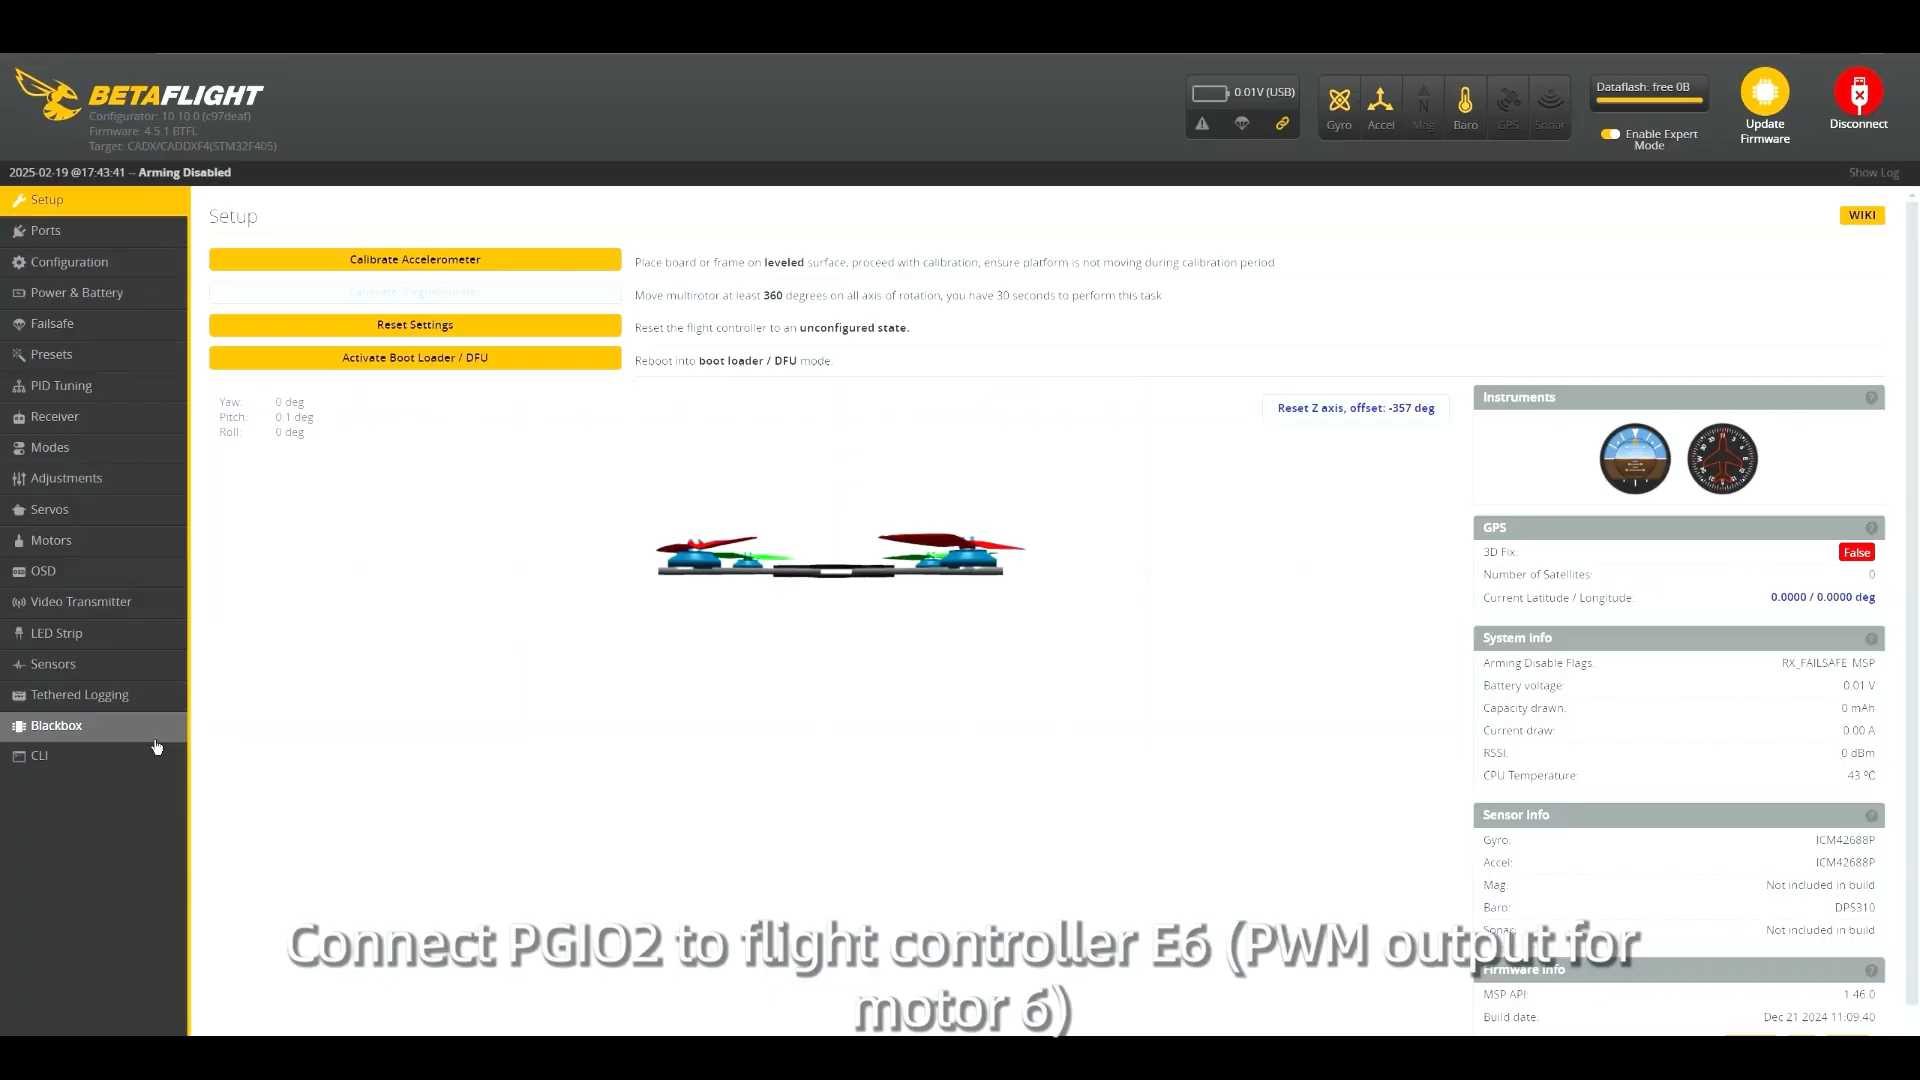 BETAFLIGHT
Configurator: 10.10.0 (c97deaf)
Firmware: 4.5.1 BTFL
Target: CADX/CADDXF4(STM32F405)
0.01V (USB)
Gyro
Accel
Mag
Baro
GPS
Sonar
Dataflash: free 0B
Enable Expert
Mode
Update
Firmware
Disconnect
2025-02-19 @17:43:41 -- Arming Disabled
Show Log
Setup
Ports
Configuration
Power & Battery
Failsafe
Presets
PID Tuning
Receiver
Modes
Adjustments
Servos
Motors
OSD
Video Transmitter
LED Strip
Sensors
Tethered Logging
Blackbox
CLI
Setup
WIKI
Calibrate Accelerometer
Place board or frame on leveled surface, proceed with calibration, ensure platform is not moving during calibration period
Calibrate Magnetometer
Move multirotor at least 360 degrees on all axis of rotation, you have 30 seconds to perform this task
Reset Settings
Reset the flight controller to an unconfigured state.
Activate Boot Loader / DFU
Reboot into boot loader / DFU mode.
Yaw: 0 deg
Pitch: 0.1 deg
Roll: 0 deg
Reset Z axis, offset: -357 deg
Instruments
GPS
3D Fix: False
Number of Satellites: 0
Current Latitude / Longitude: 0.0000 / 0.0000 deg
System info
Arming Disable Flags: RX_FAILSAFE MSP
Battery voltage: 0.01 V
Capacity drawn: 0 mAh
Current draw: 0.00 A
RSSI: 0 dBm
CPU Temperature: 43 °C
Sensor info
Gyro: ICM42688P
Accel: ICM42688P
Mag: Not included in build
Baro: DPS310
Sonar: Not included in build
Firmware info
MSP API: 1.46.0
Build date: Dec 21 2024 11:09:40
Connect PGIO2 to flight controller E6 (PWM output for
motor 6)